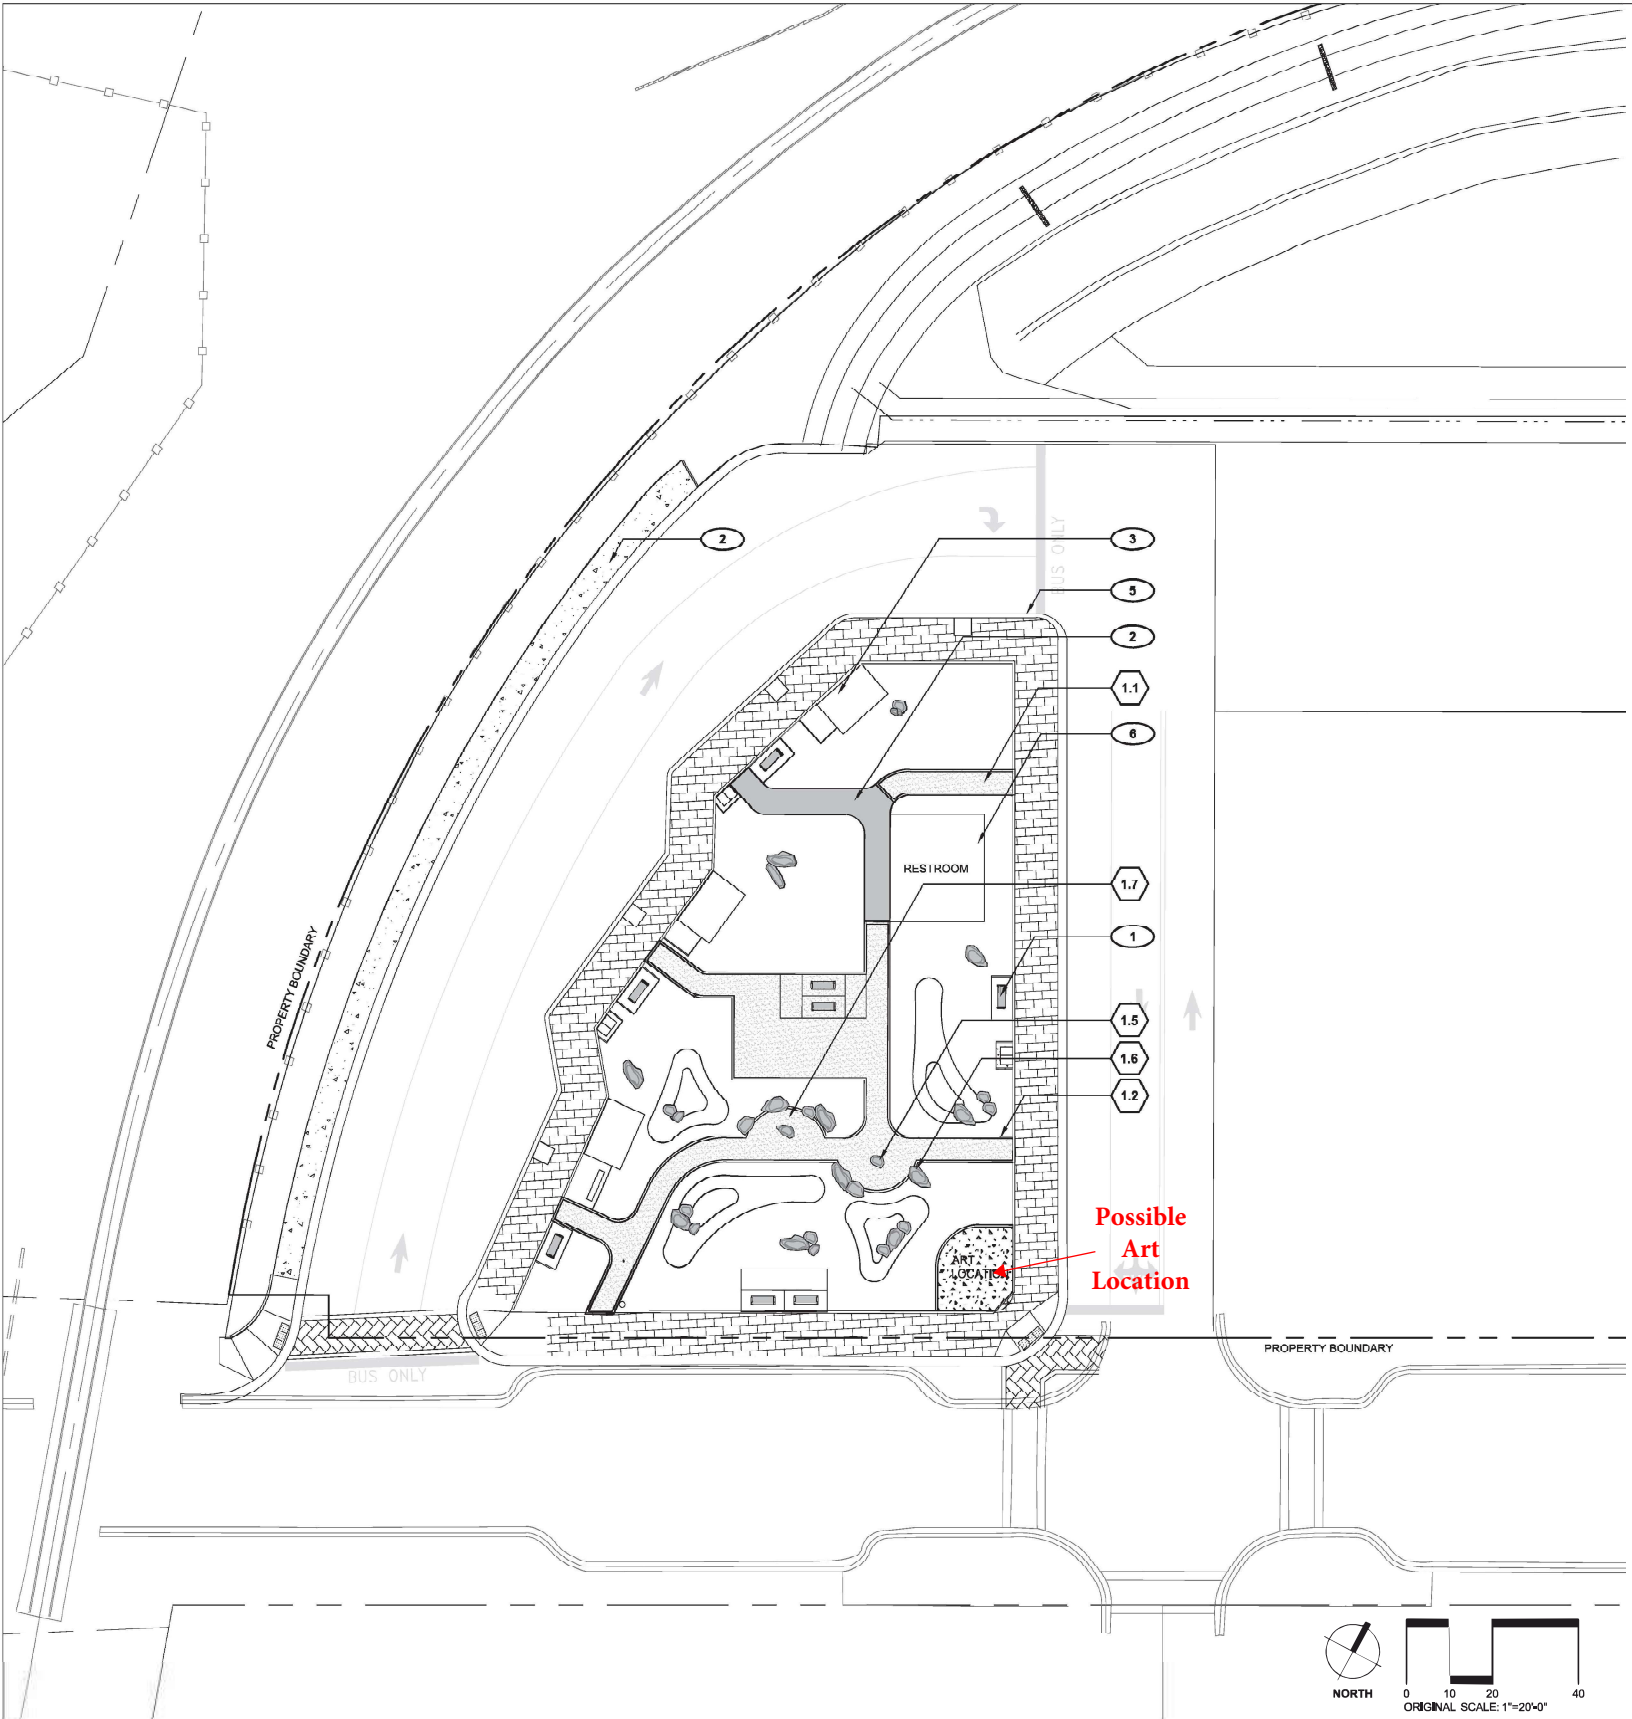 2
3
5
BUS ONLY
2
1.1
6
RESTROOM
1.7
1
PROPERTY BOUNDARY
1.5
1.6
1.2
Possible
Art
Location
ART
LOCATION
BUS ONLY
PROPERTY BOUNDARY
NORTH
0 10 20 40
ORIGINAL SCALE: 1"=20'-0"